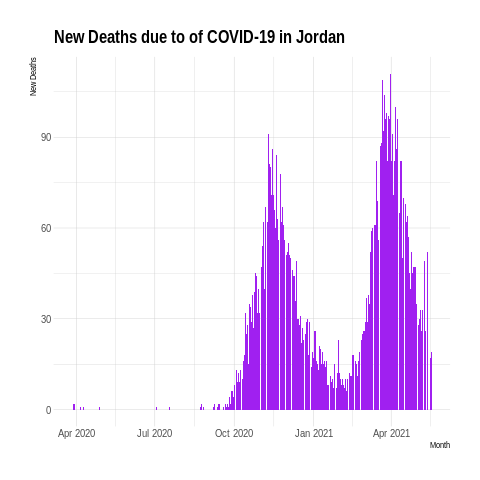 New Deaths due to of COVID-19 in Jordan
New Deaths
90
60
30
0
Apr 2020 Jul 2020 Oct 2020 Jan 2021 Apr 2021
Month